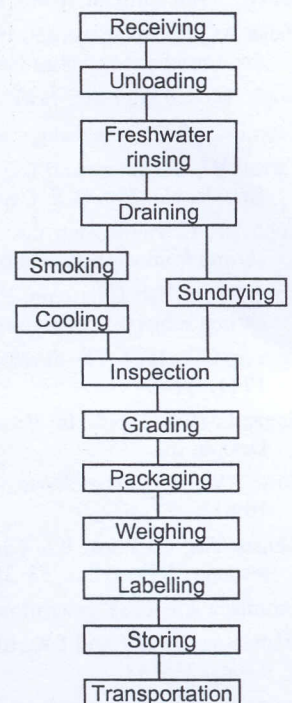 Receiving
Unloading
Freshwater
rinsing
Draining
Smoking
Sundrying
Cooling
Inspection
Grading
Packaging
Weighing
Labelling
Storing
Transportation